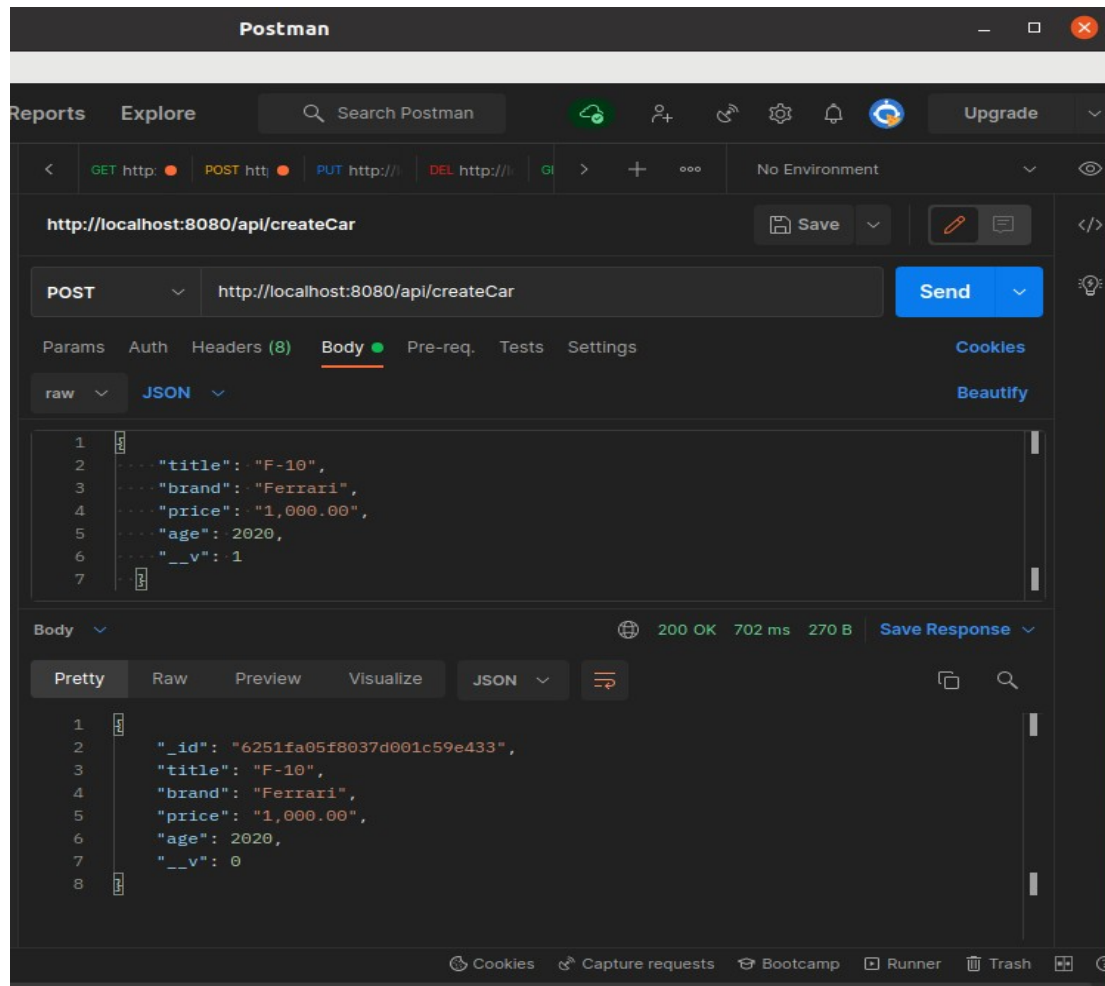 Postman
Reports Explore Search Postman Upgrade
GET http: POST htt PUT http:// DEL http://l GI No Environment
http://localhost:8080/api/createCar Save
</>
POST http://localhost:8080/api/createCar Send
Params Auth Headers (8) Body Pre-req. Tests Settings Cookies
raw JSON Beautify
1 {
2 "title": "F-10",
3 "brand": "Ferrari",
4 "price": "1,000.00",
5 "age": 2020,
6 "__v": 1
7 }
Body 200 OK 702 ms 270 B Save Response
Pretty Raw Preview Visualize JSON
1 {
2 "_id": "6251fa05f8037d001c59e433",
3 "title": "F-10",
4 "brand": "Ferrari",
5 "price": "1,000.00",
6 "age": 2020,
7 "__v": 0
8 }
Cookies Capture requests Bootcamp Runner Trash